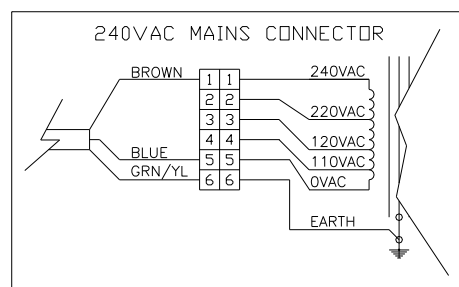 240VAC MAINS CONNECTOR
BROWN 1 1 240VAC
2 2 220VAC
3 3 120VAC
4 4 110VAC
BLUE 5 5 0VAC
GRN/YL 6 6
EARTH